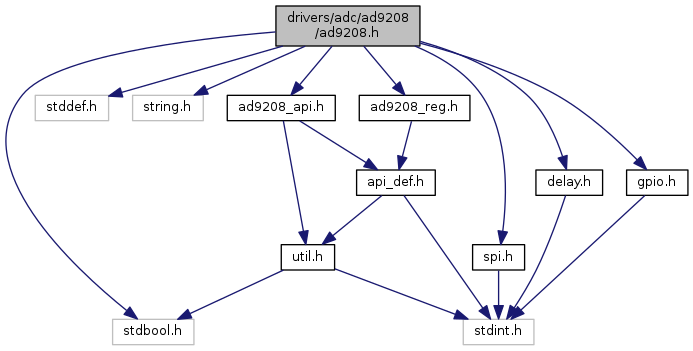 drivers/adc/ad9208
/ad9208.h
stddef.h
string.h
ad9208_api.h
ad9208_reg.h
api_def.h
delay.h
gpio.h
util.h
spi.h
stdbool.h
stdint.h